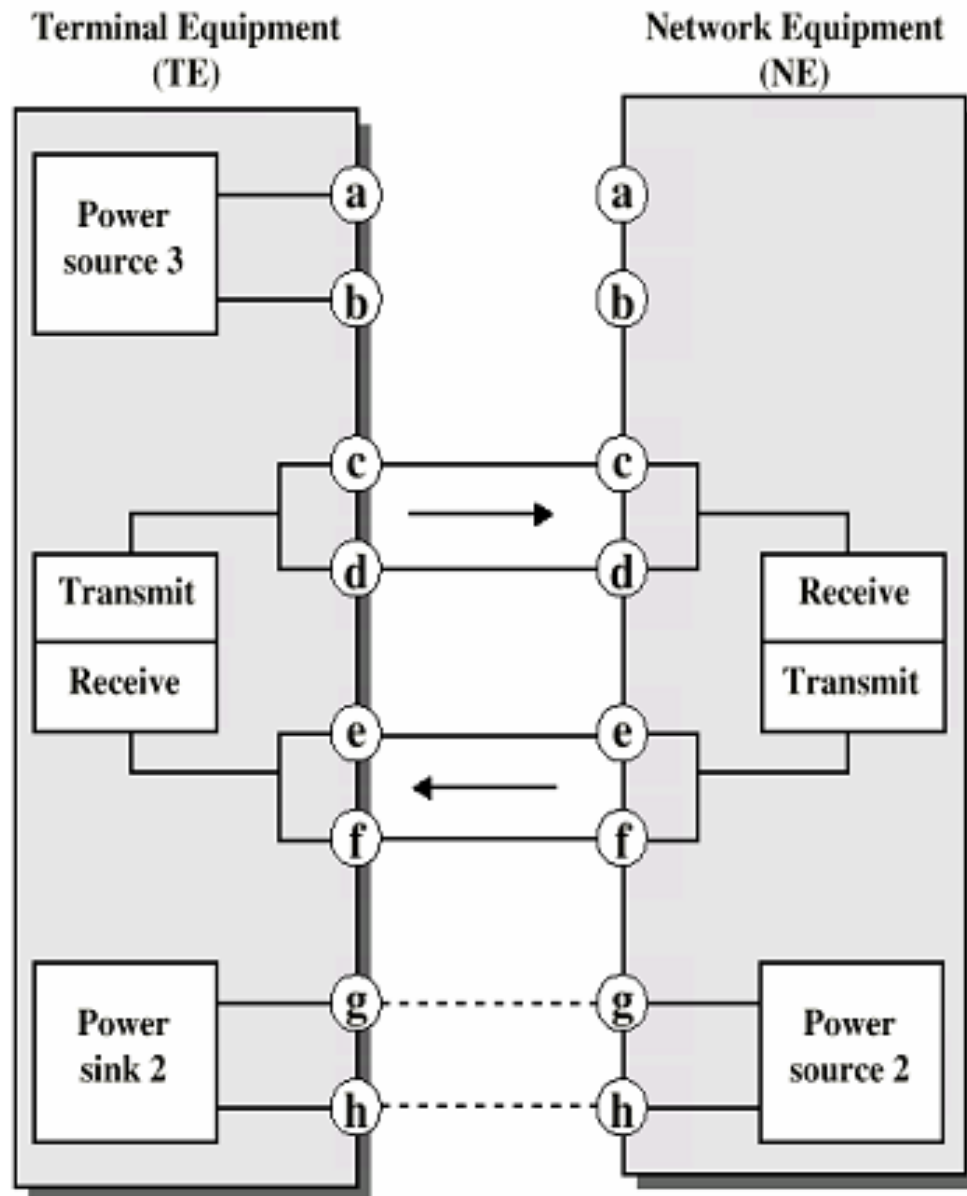 Terminal Equipment
(TE)
Network Equipment
(NE)
Power
source 3
a
b
a
b
c
d
c
d
Transmit
Receive
Receive
Transmit
e
f
e
f
Power
sink 2
g
h
g
h
Power
source 2